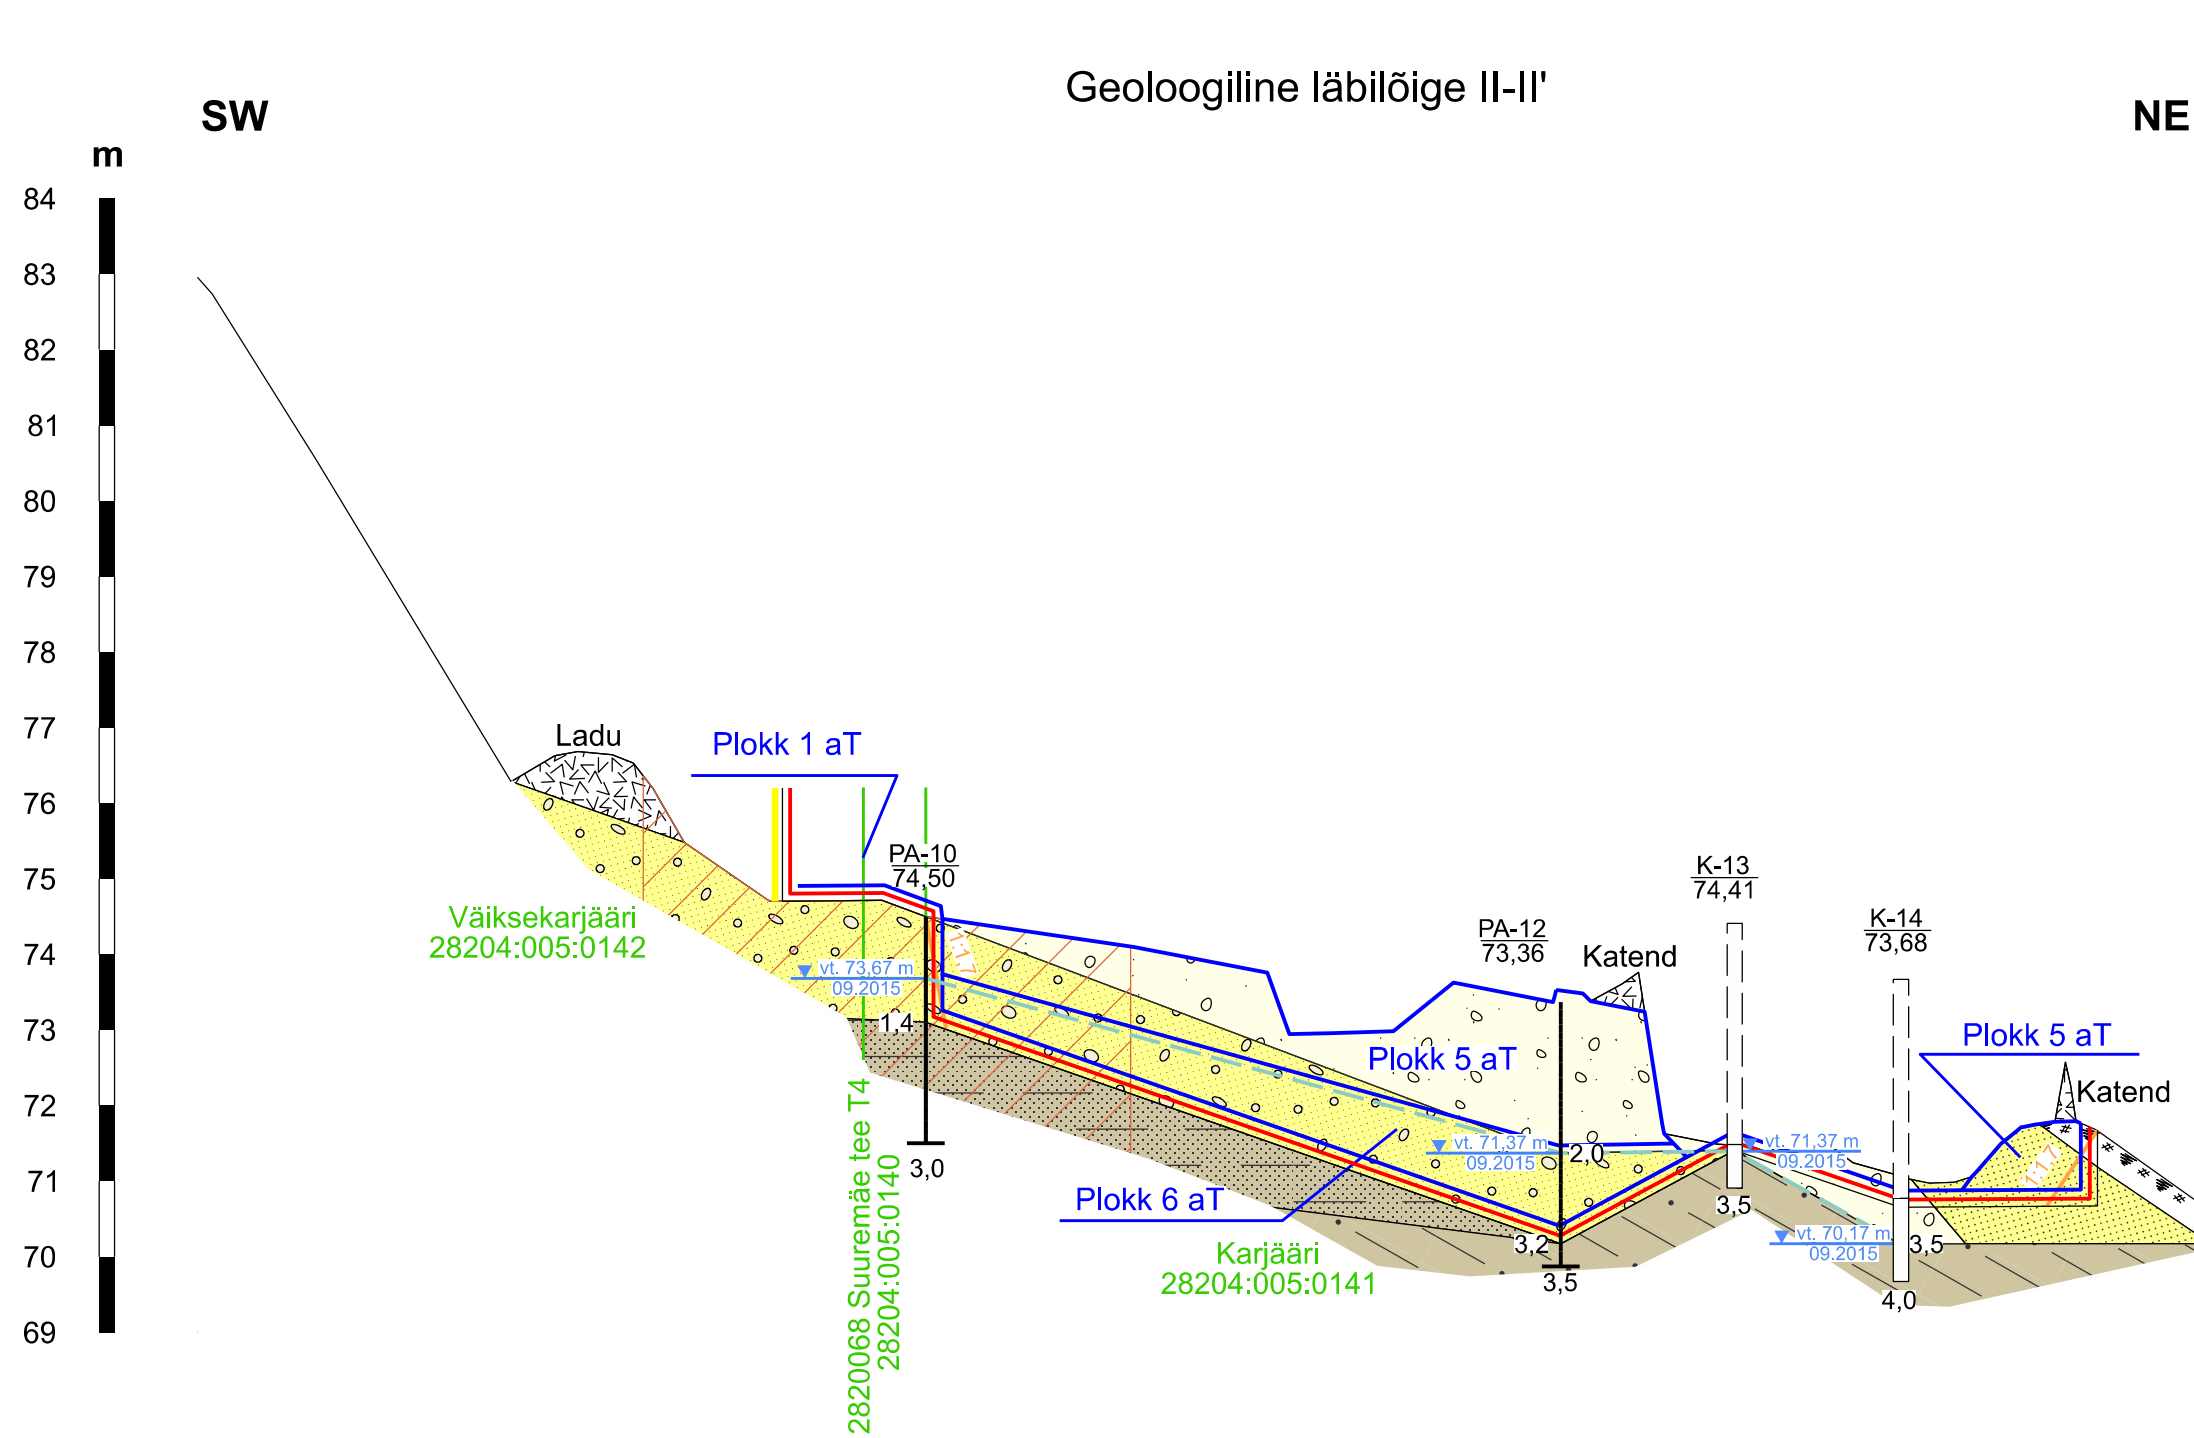 Geoloogiline läbilõige II-II'
SW
NE
m
84
83
82
81
80
79
78
77
76
75
74
73
72
71
70
69
Ladu
Plokk 1 aT
PA-10
74,50
Väiksekarjääri
28204:005:0142
vt. 73,67 m
09.2015
1:1,7
1,4
3,0
2820068 Suuremäe tee T4
28204:005:0140
Plokk 6 aT
Karjääri
28204:005:0141
Plokk 5 aT
PA-12
73,36
Katend
vt. 71,37 m
09.2015
2,0
3,2
3,5
K-13
74,41
vt. 71,37 m
09.2015
3,5
K-14
73,68
vt. 70,17 m
09.2015
3,5
4,0
Plokk 5 aT
Katend
1:1,7